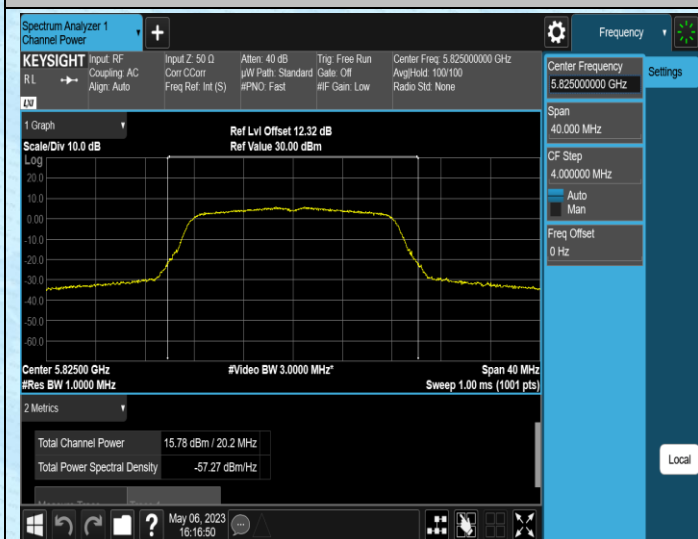 Spectrum Analyzer 1
Channel Power
Frequency
KEYSIGHT
R L
LXI
Input: RF
Coupling: AC
Align: Auto
Input Z: 50 Ω
Corr CCorr
Freq Ref: Int (S)
Atten: 40 dB
µW Path: Standard
#PNO: Fast
Trig: Free Run
Gate: Off
#IF Gain: Low
Center Freq: 5.825000000 GHz
Avg|Hold: 100/100
Radio Std: None
Center Frequency
5.825000000 GHz
Settings
Span
40.000 MHz
CF Step
4.000000 MHz
Auto
Man
Freq Offset
0 Hz
1 Graph
Scale/Div 10.0 dB
Ref Lvl Offset 12.32 dB
Ref Value 30.00 dBm
Log
20.0
10.0
0.00
-10.0
-20.0
-30.0
-40.0
-50.0
-60.0
Center 5.82500 GHz
#Video BW 3.0000 MHz*
Span 40 MHz
#Res BW 1.0000 MHz
Sweep 1.00 ms (1001 pts)
2 Metrics
Total Channel Power
15.78 dBm / 20.2 MHz
Total Power Spectral Density
-57.27 dBm/Hz
Local
?
May 06, 2023
16:16:50